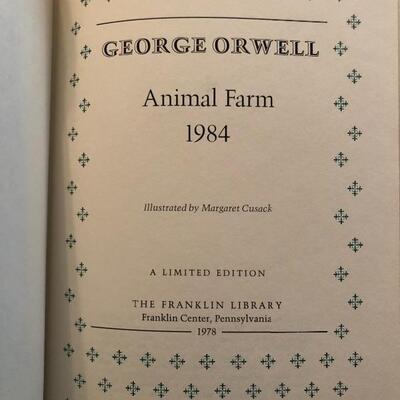 GEORGE ORWELL
Animal Farm
1984
Illustrated by Margaret Cusack
A LIMITED EDITION
THE FRANKLIN LIBRARY
Franklin Center, Pennsylvania
1978